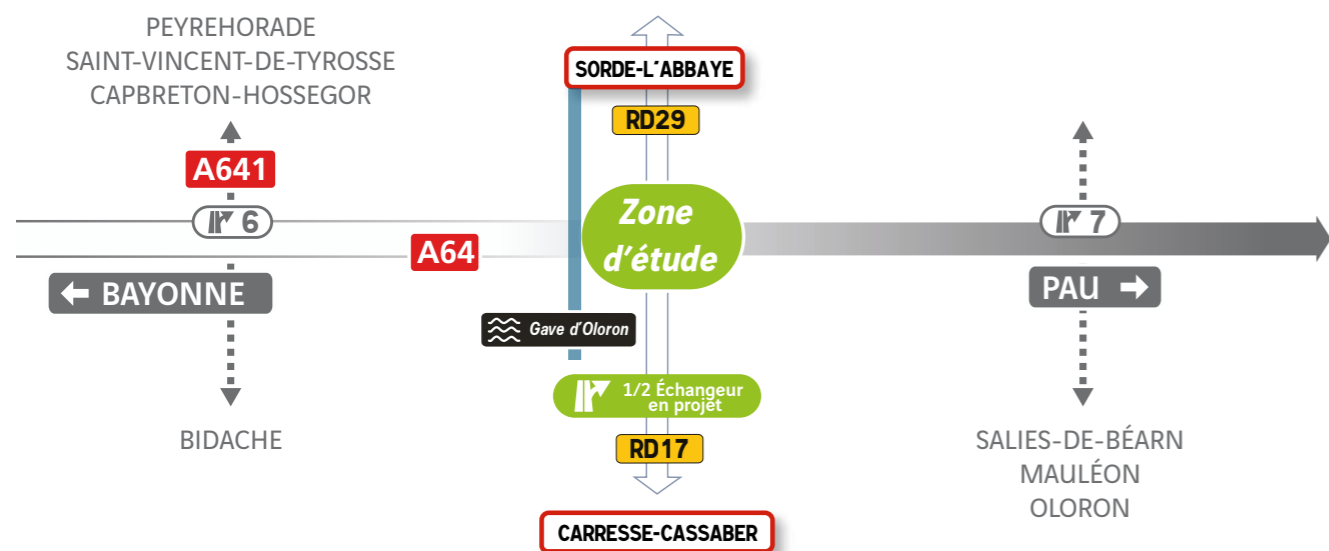 PEYREHORADE
SAINT-VINCENT-DE-TYROSSE
CAPBRETON-HOSSEGOR
A641
6
← BAYONNE
BIDACHE
A64
SORDE-L'ABBAYE
RD29
Zone
d'étude
Gave d'Oloron
1/2 Échangeur
en projet
RD17
CARRESSE-CASSABER
7
PAU →
SALIES-DE-BÉARN
MAULÉON
OLORON